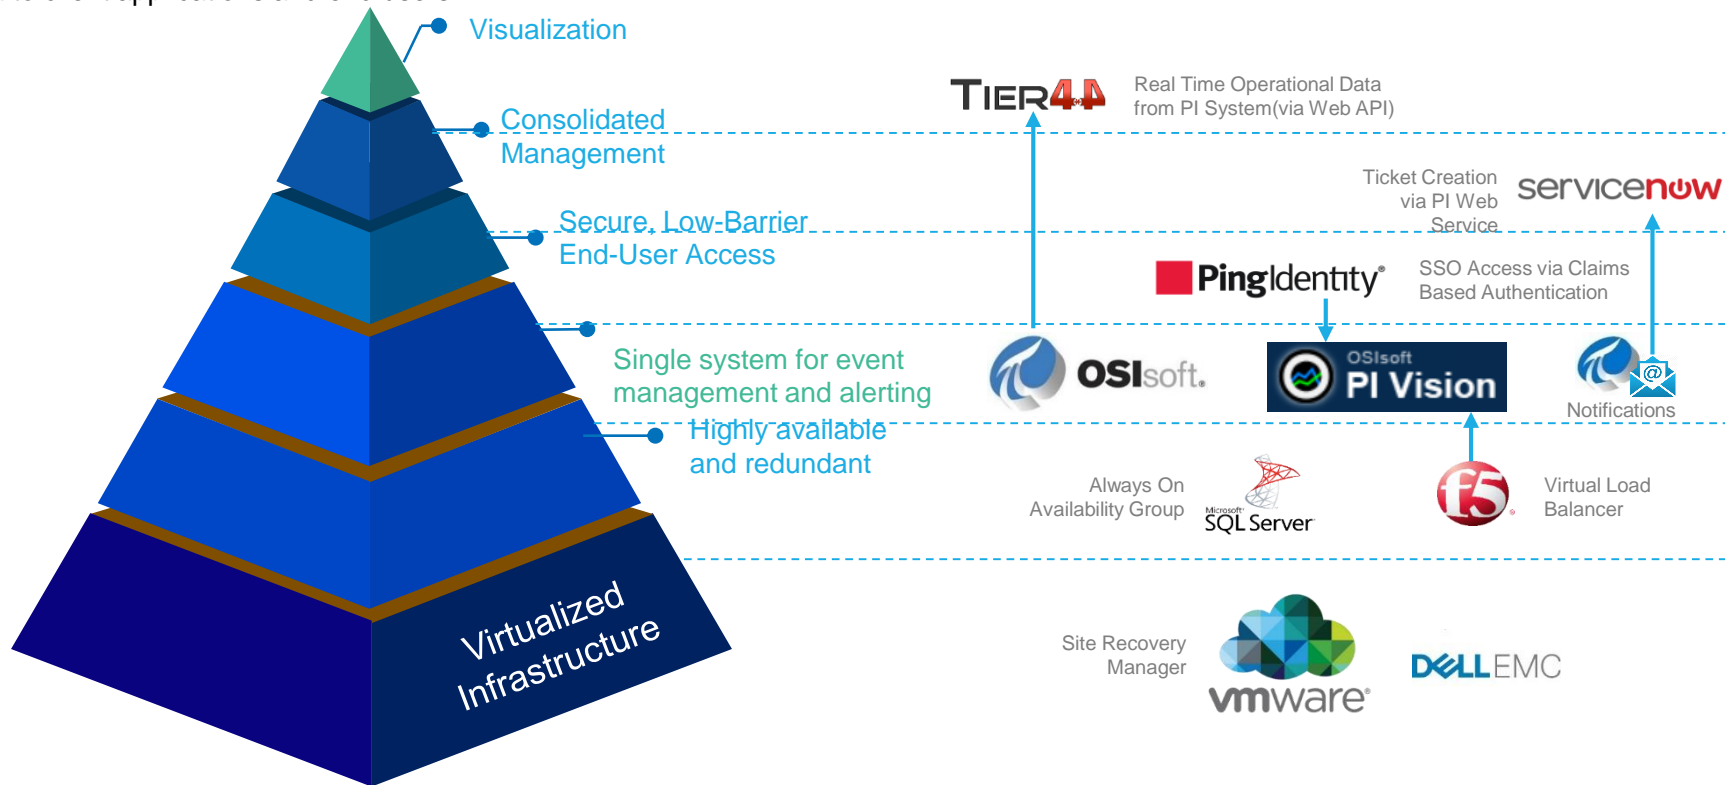 Visualization
Consolidated
Management
Secure, Low-Barrier
End-User Access
Single system for event
management and alerting
Highly available
and redundant
Virtualized
Infrastructure
TIER44
Real Time Operational Data
from PI System(via Web API)
Ticket Creation
via PI Web
Service
servicenow
PingIdentity®
SSO Access via Claims
Based Authentication
OSIsoft®
OSIsoft
PI Vision
@
Notifications
Always On
Availability Group
Microsoft®
SQL Server®
f5®
Virtual Load
Balancer
Site Recovery
Manager
vmware®
DELLEMC